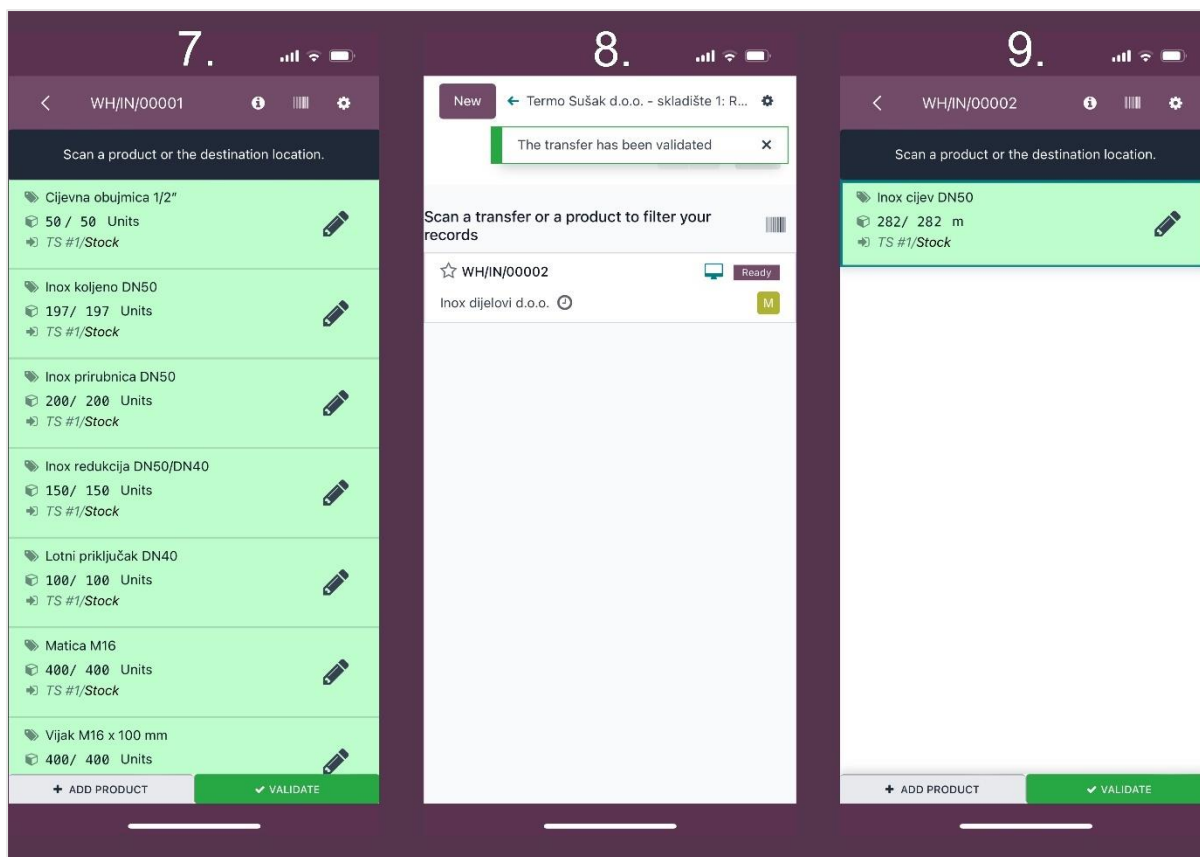 7.
WH/IN/00001
Scan a product or the destination location.
Cijevna obujmica 1/2"
50/ 50 Units
TS #1/Stock
Inox koljeno DN50
197/ 197 Units
TS #1/Stock
Inox prirubnica DN50
200/ 200 Units
TS #1/Stock
Inox redukcija DN50/DN40
150/ 150 Units
TS #1/Stock
Lotni priključak DN40
100/ 100 Units
TS #1/Stock
Matica M16
400/ 400 Units
TS #1/Stock
Vijak M16 x 100 mm
400/ 400 Units
+ ADD PRODUCT
✓ VALIDATE
8.
New
← Termo Sušak d.o.o. - skladište 1: R...
The transfer has been validated
Scan a transfer or a product to filter your
records
WH/IN/00002
Ready
Inox dijelovi d.o.o.
M
9.
WH/IN/00002
Scan a product or the destination location.
Inox cijev DN50
282/ 282 m
TS #1/Stock
+ ADD PRODUCT
✓ VALIDATE